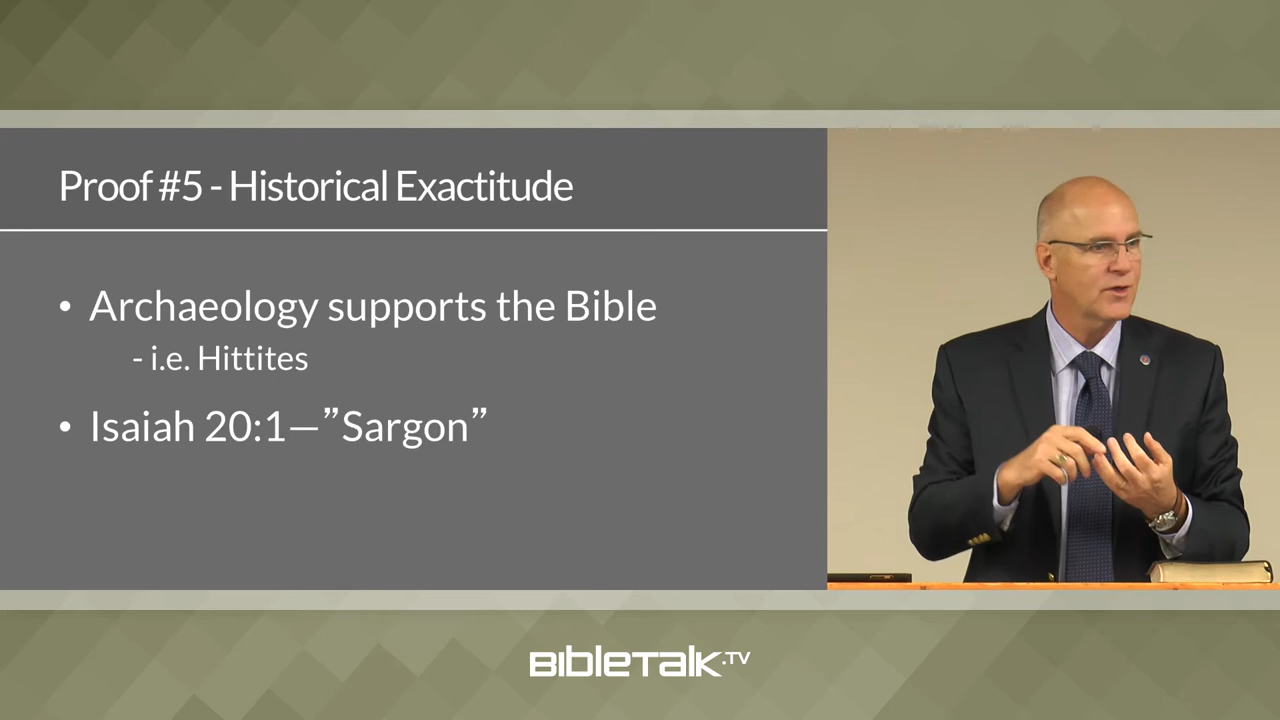 Proof #5 - Historical Exactitude
• Archaeology supports the Bible
- i.e. Hittites
• Isaiah 20:1—”Sargon”
BIBLETALK.TV